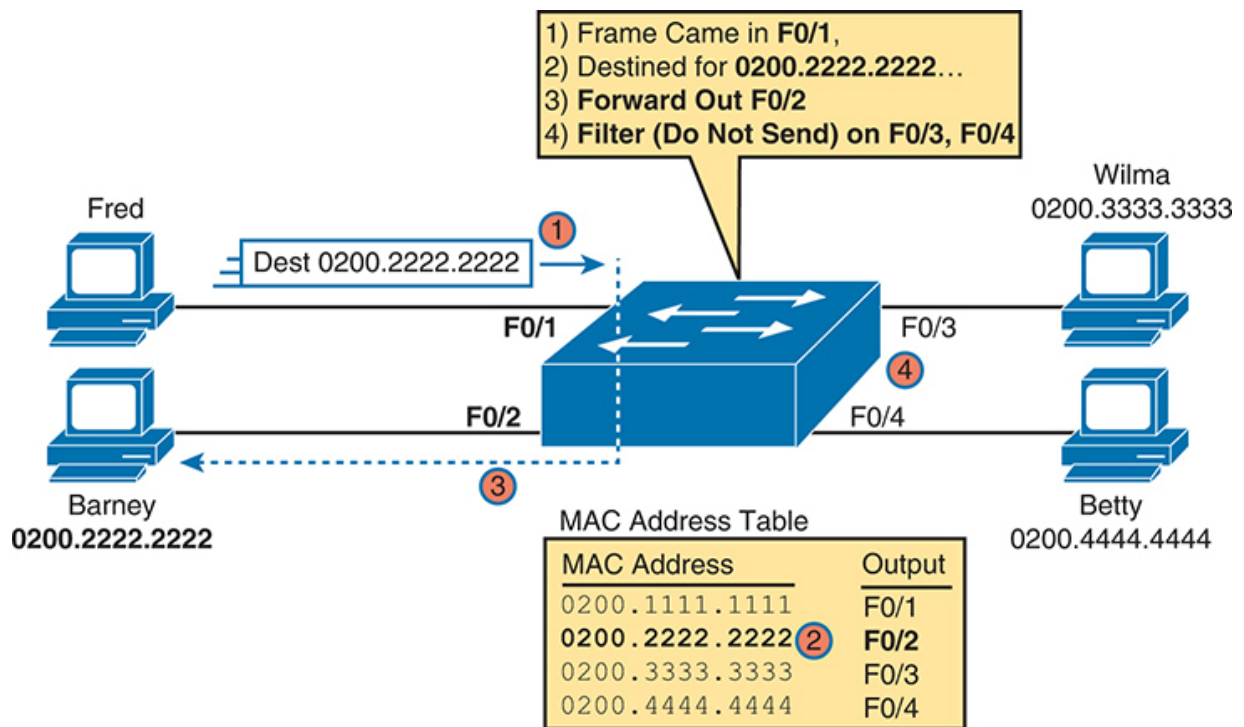 1) Frame Came in F0/1,
2) Destined for 0200.2222.2222…
3) Forward Out F0/2
4) Filter (Do Not Send) on F0/3, F0/4
Fred
Wilma
0200.3333.3333
1
Dest 0200.2222.2222
F0/1
F0/3
4
F0/2
F0/4
3
Barney
0200.2222.2222
Betty
0200.4444.4444
MAC Address Table
MAC Address Output
0200.1111.1111 F0/1
0200.2222.2222 2 F0/2
0200.3333.3333 F0/3
0200.4444.4444 F0/4